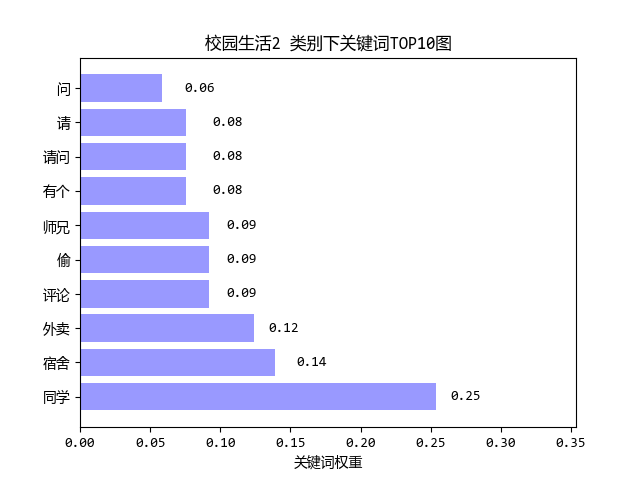 校园生活2 类别下关键词TOP10图
问 0.06
请 0.08
请问 0.08
有个 0.08
师兄 0.09
偷 0.09
评论 0.09
外卖 0.12
宿舍 0.14
同学 0.25
0.00 0.05 0.10 0.15 0.20 0.25 0.30 0.35
关键词权重